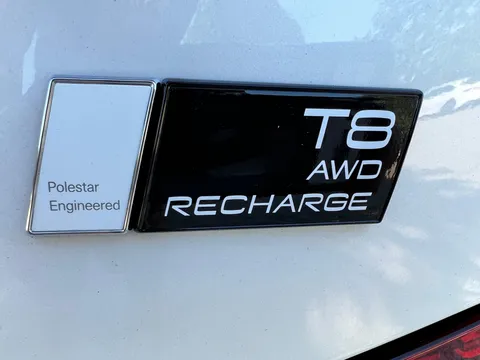 Polestar
Engineered
T8
AWD
RECHARGE